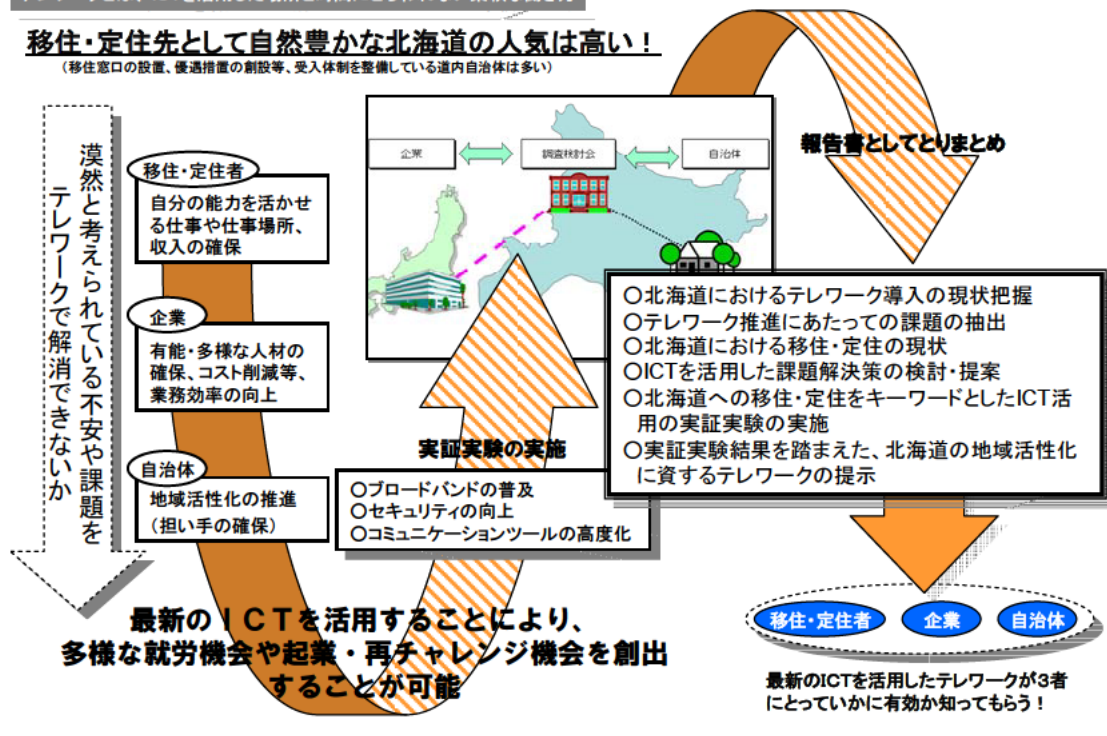 移住・定住先として自然豊かな北海道の人気は高い！
（移住窓口の設置、優遇措置の創設等、受入体制を整備している道内自治体は多い）
漠然と考えられている不安や課題を
テレワークで解消できないか
移住・定住者
自分の能力を活かせ
る仕事や仕事場所、
収入の確保
企業
有能・多様な人材の
確保、コスト削減等、
業務効率の向上
自治体
地域活性化の推進
（担い手の確保）
最新のＩＣＴを活用することにより、
多様な就労機会や起業・再チャレンジ機会を創出
することが可能
企業
調査検討会
自治体
実証実験の実施
○ブロードバンドの普及
○セキュリティの向上
○コミュニケーションツールの高度化
報告書としてとりまとめ
○北海道におけるテレワーク導入の現状把握
○テレワーク推進にあたっての課題の抽出
○北海道における移住・定住の現状
○ICTを活用した課題解決策の検討・提案
○北海道への移住・定住をキーワードとしたICT活
用の実証実験の実施
○実証実験結果を踏まえた、北海道の地域活性化
に資するテレワークの提示
移住・定住者
企業
自治体
最新のICTを活用したテレワークが３者
にとっていかに有効か知ってもらう！